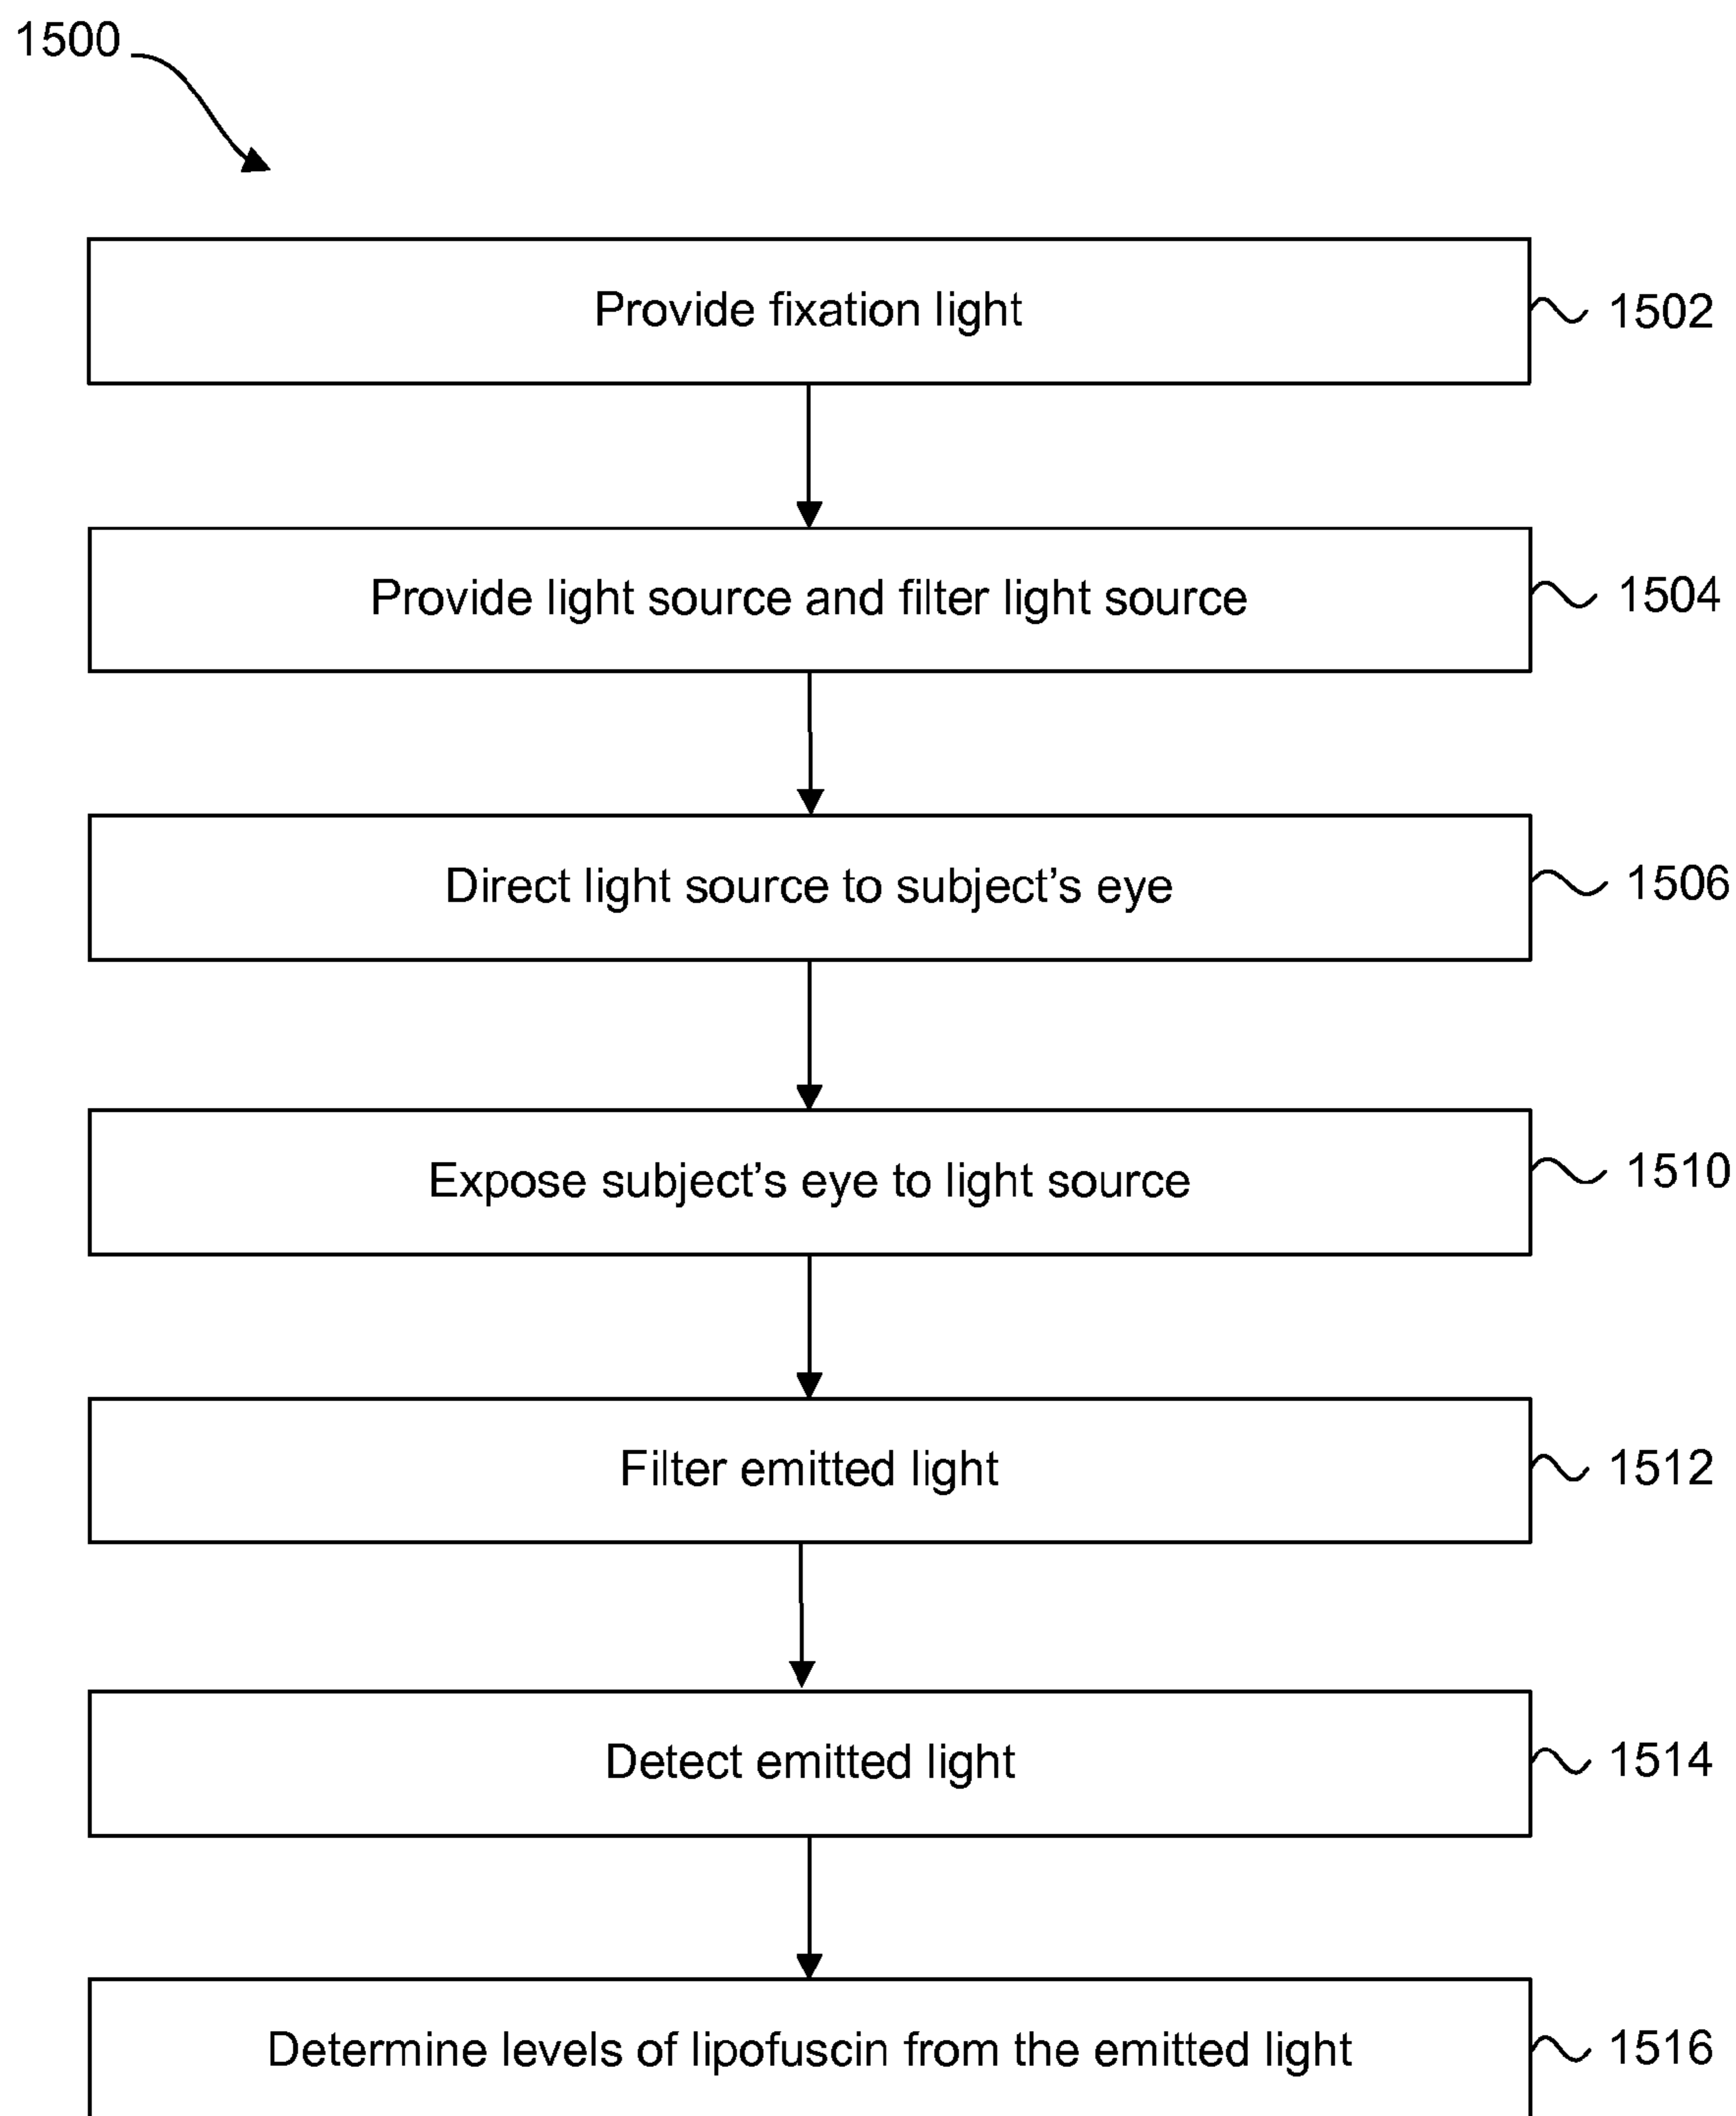 1500
Provide fixation light
1502
Provide light source and filter light source
1504
Direct light source to subject's eye
1506
Expose subject's eye to light source
1510
Filter emitted light
1512
Detect emitted light
1514
Determine levels of lipofuscin from the emitted light
1516